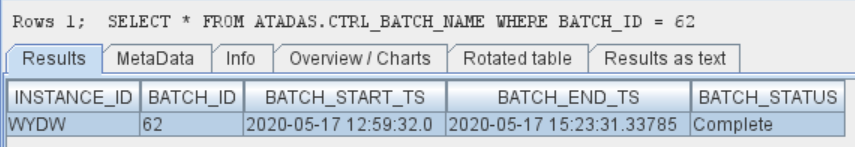 Rows 1; SELECT * FROM ATADAS.CTRL_BATCH_NAME WHERE BATCH_ID = 62
Results MetaData Info Overview / Charts Rotated table Results as text
INSTANCE_ID BATCH_ID BATCH_START_TS BATCH_END_TS BATCH_STATUS
WYDW 62 2020-05-17 12:59:32.0 2020-05-17 15:23:31.33785 Complete